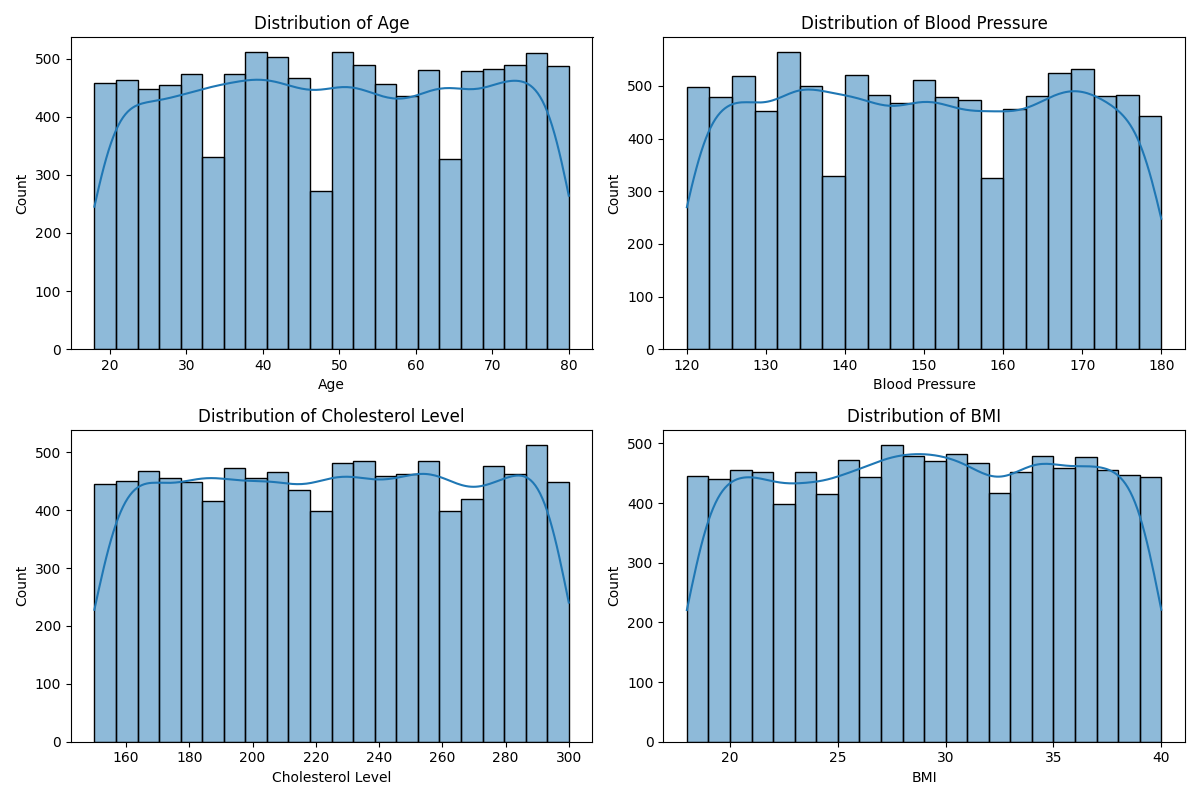 Distribution of Age
Count
500
400
300
200
100
0
20 30 40 50 60 70 80
Age
Distribution of Blood Pressure
Count
500
400
300
200
100
0
120 130 140 150 160 170 180
Blood Pressure
Distribution of Cholesterol Level
Count
500
400
300
200
100
0
160 180 200 220 240 260 280 300
Cholesterol Level
Distribution of BMI
Count
500
400
300
200
100
0
20 25 30 35 40
BMI